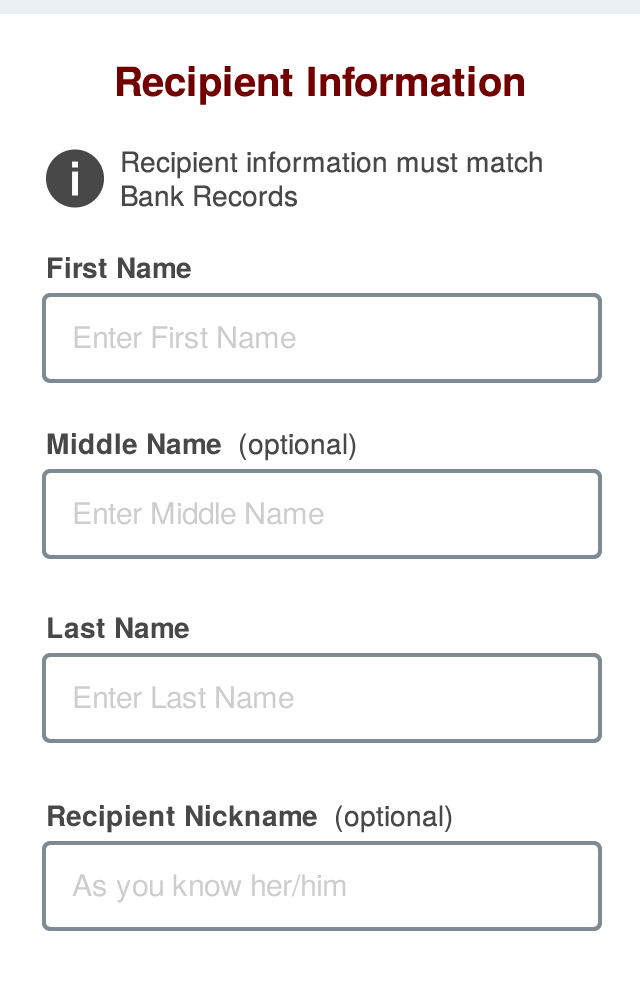 Recipient Information
Recipient information must match
Bank Records
First Name
Enter First Name
Middle Name (optional)
Enter Middle Name
Last Name
Enter Last Name
Recipient Nickname (optional)
As you know her/him